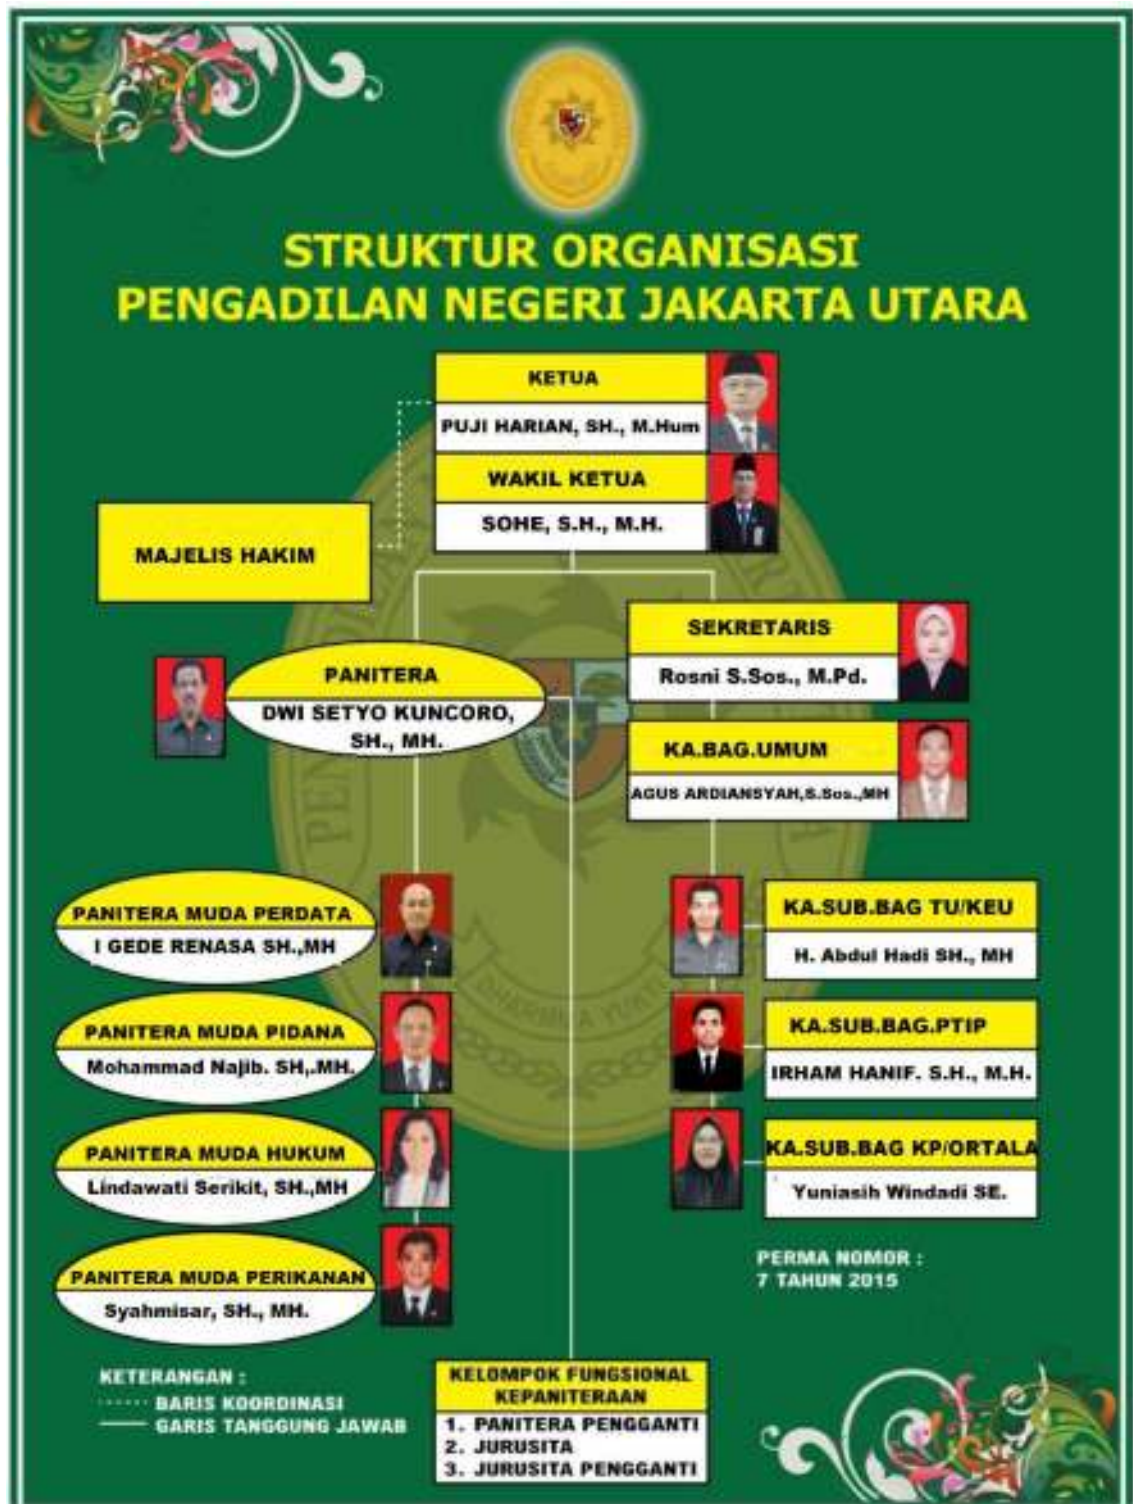 STRUKTUR ORGANISASI
PENGADILAN NEGERI JAKARTA UTARA
KETUA
PUJI HARIAN, SH., M.Hum
WAKIL KETUA
SOHE, S.H., M.H.
MAJELIS HAKIM
SEKRETARIS
Rosni S.Sos., M.Pd.
PANITERA
DWI SETYO KUNCORO,
SH., MH.
KA.BAG.UMUM
AGUS ARDIANSYAH,S.Sos.,MH
PANITERA MUDA PERDATA
I GEDE RENASA SH.,MH
KA.SUB.BAG TU/KEU
H. Abdul Hadi SH., MH
PANITERA MUDA PIDANA
Mohammad Najib. SH,.MH.
KA.SUB.BAG.PTIP
IRHAM HANIF. S.H., M.H.
PANITERA MUDA HUKUM
Lindawati Serikit, SH.,MH
KA.SUB.BAG KP/ORTALA
Yuniasih Windadi SE.
PANITERA MUDA PERIKANAN
Syahmisar, SH., MH.
PERMA NOMOR :
7 TAHUN 2015
KETERANGAN :
BARIS KOORDINASI
GARIS TANGGUNG JAWAB
KELOMPOK FUNGSIONAL
KEPANITERAAN
1. PANITERA PENGGANTI
2. JURUSITA
3. JURUSITA PENGGANTI